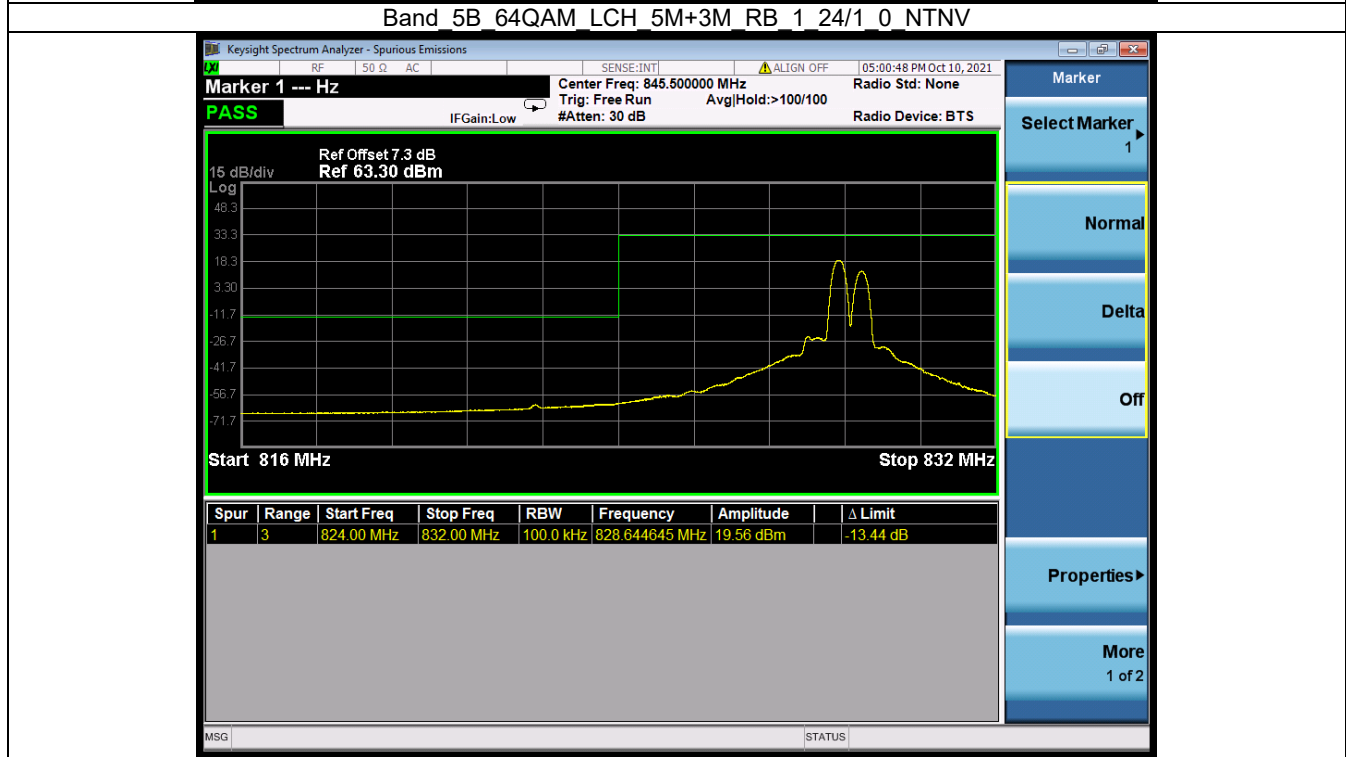 Band_5B_64QAM_LCH_5M+3M_RB_1_24/1_0_NTNV
Keysight Spectrum Analyzer - Spurious Emissions
LXI RF 50 Ω AC SENSE:INT ALIGN OFF 05:00:48 PM Oct 10, 2021
Marker 1 --- Hz
Center Freq: 845.500000 MHz Radio Std: None
Trig: Free Run Avg|Hold:>100/100
PASS
IFGain:Low #Atten: 30 dB Radio Device: BTS
Ref Offset 7.3 dB
15 dB/div Ref 63.30 dBm
Log
48.3
33.3
18.3
3.30
-11.7
-26.7
-41.7
-56.7
-71.7
Start 816 MHz Stop 832 MHz
Spur Range Start Freq Stop Freq RBW Frequency Amplitude Δ Limit
1 3 824.00 MHz 832.00 MHz 100.0 kHz 828.644645 MHz 19.56 dBm -13.44 dB
MSG STATUS
Marker
Select Marker
1
Normal
Delta
Off
Properties
More
1 of 2